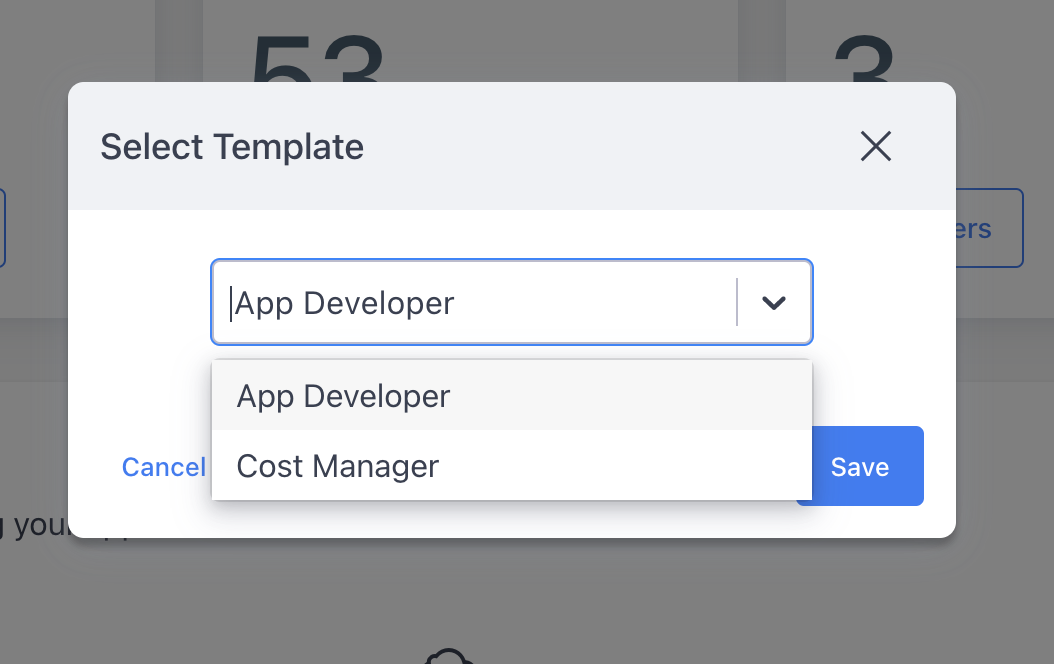 53
3
Select Template
ers
App Developer
App Developer
Cost Manager
Cancel
Save
you